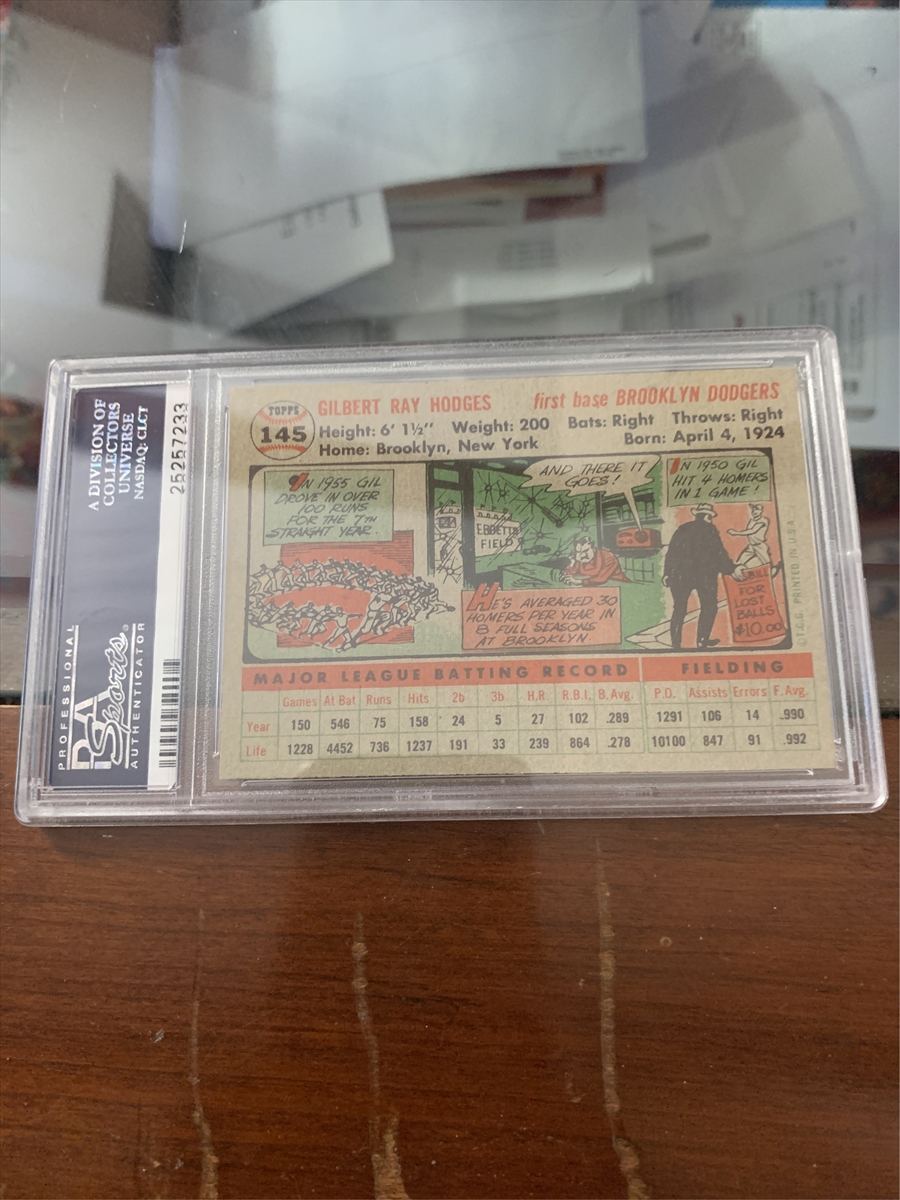 A DIVISION OF
COLLECTORS
UNIVERSE
NASDAQ: CLCT
25257233
PROFESSIONAL
PSA
Sports
AUTHENTICATOR
TOPPS
145
GILBERT RAY HODGES first base BROOKLYN DODGERS
Height: 6' 1½" Weight: 200 Bats: Right Throws: Right
Home: Brooklyn, New York Born: April 4, 1924
IN 1955 GIL
DROVE IN OVER
100 RUNS
FOR THE 7TH
STRAIGHT YEAR.
EBBETS
FIELD
AND THERE IT
GOES!
HE'S AVERAGED 30
HOMERS PER YEAR IN
8 FULL SEASONS
AT BROOKLYN.
IN 1950 GIL
HIT 4 HOMERS
IN 1 GAME!
BILL
FOR
LOST
BALLS
$10.00
©T.C.G. PRINTED IN U.S.A.
MAJOR LEAGUE BATTING RECORD FIELDING
Games At Bat Runs Hits 2b 3b H.R. R.B.I. B. Avg. P.O. Assists Errors F. Avg.
Year 150 546 75 158 24 5 27 102 .289 1291 106 14 .990
Life 1228 4452 736 1237 191 33 239 864 .278 10100 847 91 .992